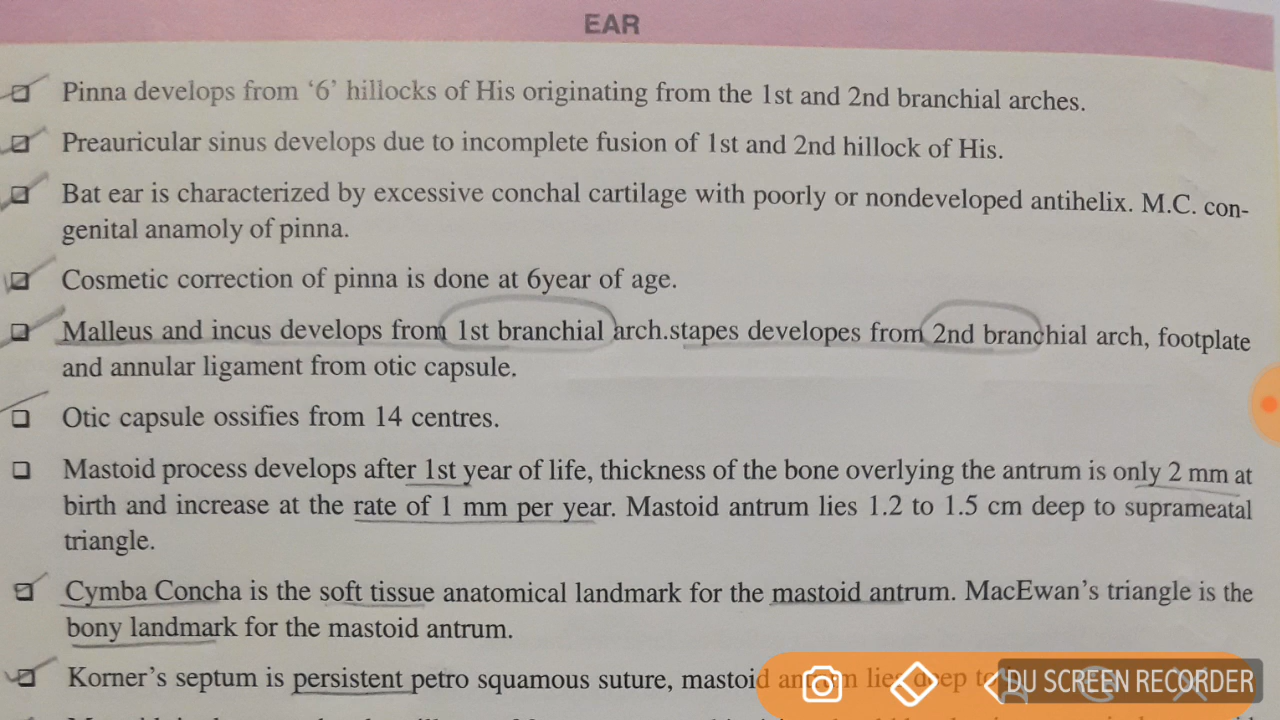 EAR
Pinna develops from ‘6’ hillocks of His originating from the 1st and 2nd branchial arches.
Preauricular sinus develops due to incomplete fusion of 1st and 2nd hillock of His.
Bat ear is characterized by excessive conchal cartilage with poorly or nondeveloped antihelix. M.C. con-
genital anamoly of pinna.
Cosmetic correction of pinna is done at 6year of age.
Malleus and incus develops from 1st branchial arch.stapes developes from 2nd branchial arch, footplate
and annular ligament from otic capsule.
Otic capsule ossifies from 14 centres.
Mastoid process develops after 1st year of life, thickness of the bone overlying the antrum is only 2 mm at
birth and increase at the rate of 1 mm per year. Mastoid antrum lies 1.2 to 1.5 cm deep to suprameatal
triangle.
Cymba Concha is the soft tissue anatomical landmark for the mastoid antrum. MacEwan’s triangle is the
bony landmark for the mastoid antrum.
Korner’s septum is persistent petro squamous suture, mastoid antrum lies deep to
DU SCREEN RECORDER